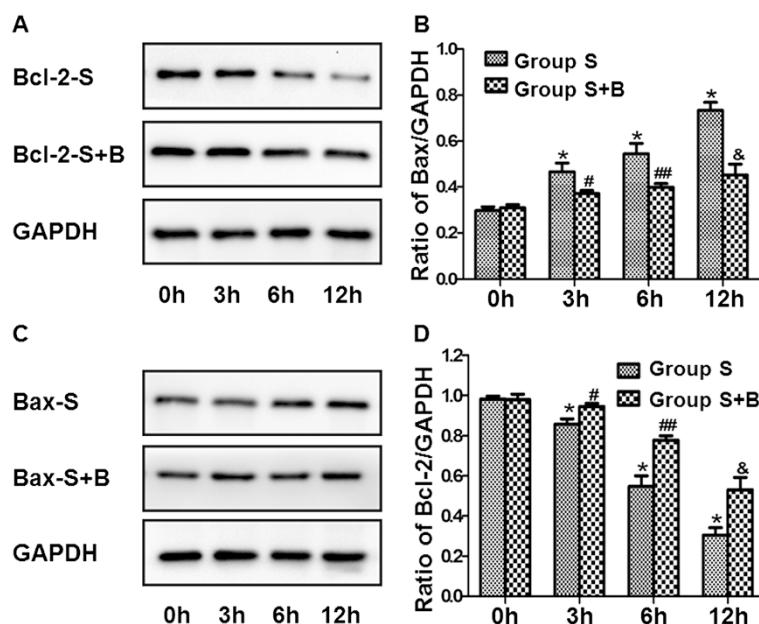 A
Bcl-2-S
Bcl-2-S+B
GAPDH
0h 3h 6h 12h
B
Ratio of Bax/GAPDH
1.0
0.8
0.6
0.4
0.2
0.0
Group S
Group S+B
* # * ## * &
0h 3h 6h 12h
C
Bax-S
Bax-S+B
GAPDH
0h 3h 6h 12h
D
Ratio of Bcl-2/GAPDH
1.2
1.0
0.8
0.6
0.4
0.2
0.0
Group S
Group S+B
* # * ## * &
0h 3h 6h 12h